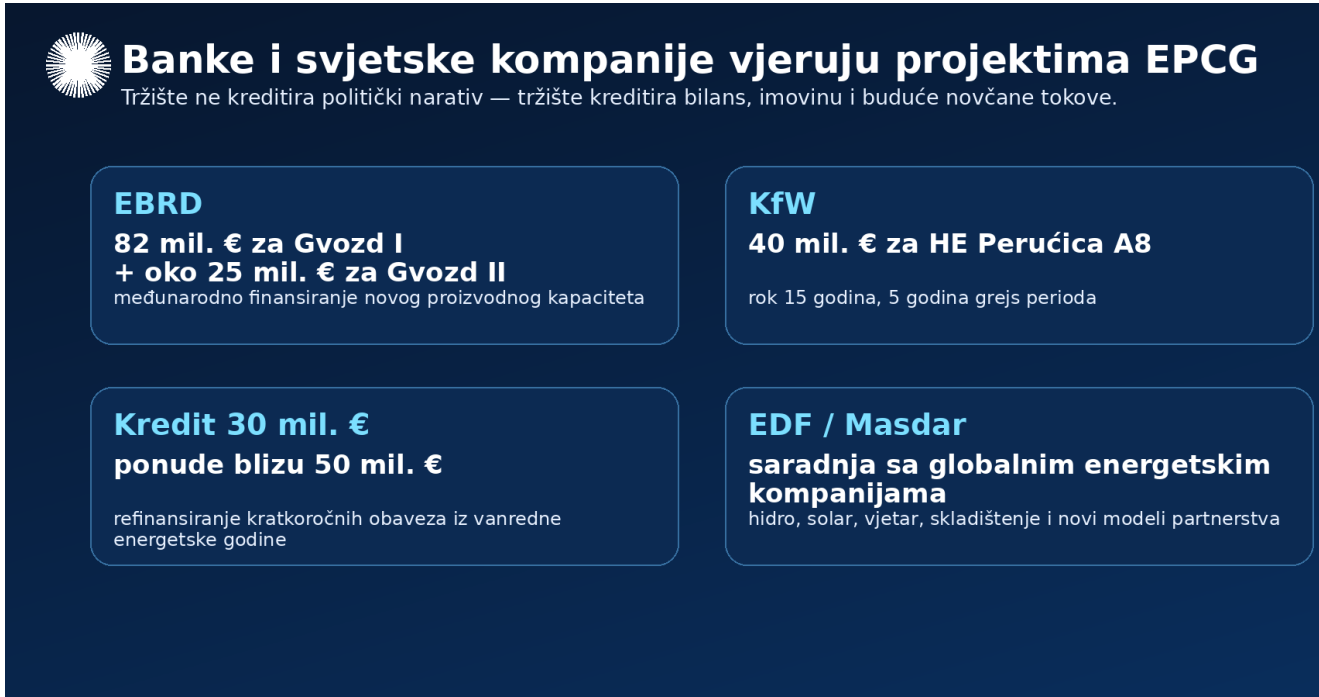 Banke i svjetske kompanije vjeruju projektima EPCG
Tržište ne kreditira politički narativ — tržište kreditira bilans, imovinu i buduće novčane tokove.
EBRD
82 mil. € za Gvozd I
+ oko 25 mil. € za Gvozd II
međunarodno finansiranje novog proizvodnog kapaciteta
KfW
40 mil. € za HE Perućica A8
rok 15 godina, 5 godina grejs perioda
Kredit 30 mil. €
ponude blizu 50 mil. €
refinansiranje kratkoročnih obaveza iz vanredne
energetske godine
EDF / Masdar
saradnja sa globalnim energetskim
kompanijama
hidro, solar, vjetar, skladištenje i novi modeli partnerstva